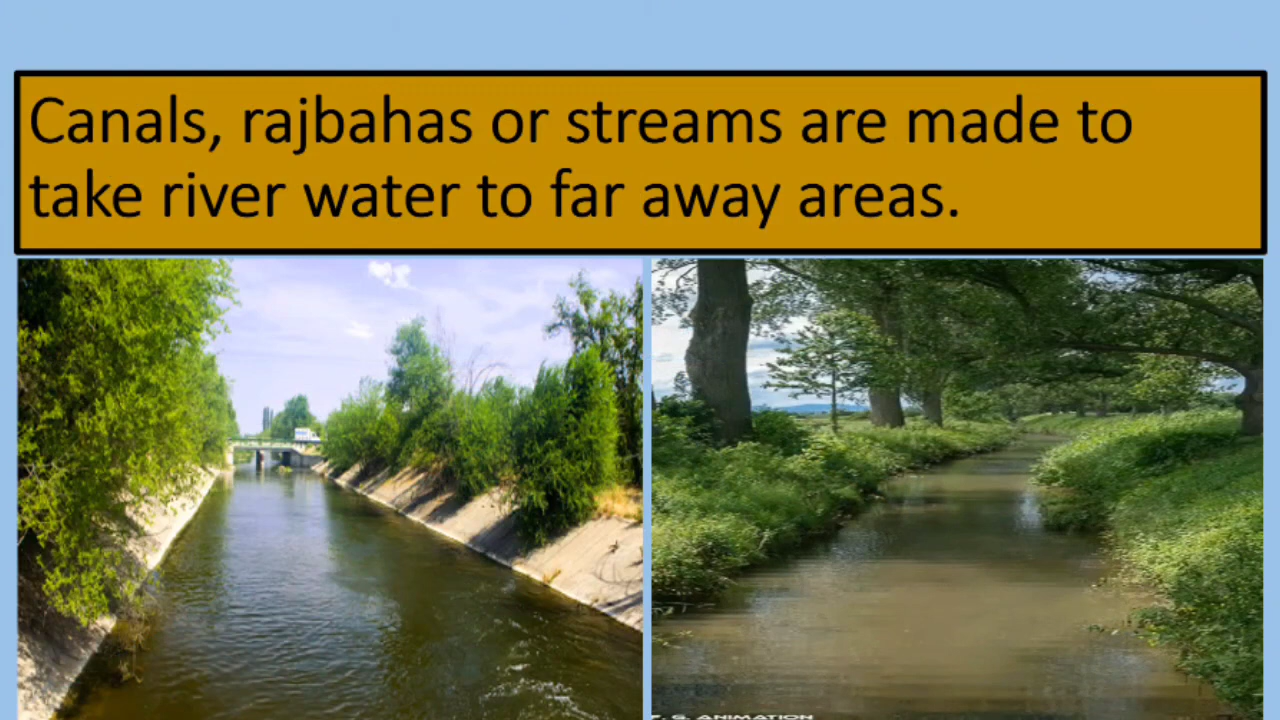 Canals, rajbahas or streams are made to
take river water to far away areas.